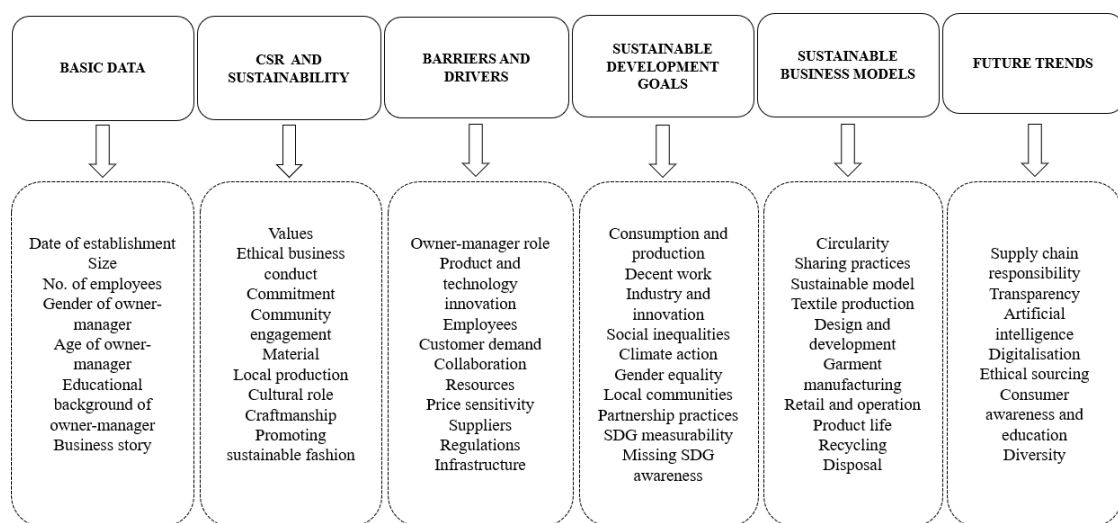 BASIC DATA
CSR AND
SUSTAINABILITY
BARRIERS AND
DRIVERS
SUSTAINABLE
DEVELOPMENT
GOALS
SUSTAINABLE
BUSINESS MODELS
FUTURE TRENDS
Date of establishment
Size
No. of employees
Gender of owner-
manager
Age of owner-
manager
Educational
background of
owner-manager
Business story
Values
Ethical business
conduct
Commitment
Community
engagement
Material
Local production
Cultural role
Craftmanship
Promoting
sustainable fashion
Owner-manager role
Product and
technology
innovation
Employees
Customer demand
Collaboration
Resources
Price sensitivity
Suppliers
Regulations
Infrastructure
Consumption and
production
Decent work
Industry and
innovation
Social inequalities
Climate action
Gender equality
Local communities
Partnership practices
SDG measurability
Missing SDG
awareness
Circularity
Sharing practices
Sustainable model
Textile production
Design and
development
Garment
manufacturing
Retail and operation
Product life
Recycling
Disposal
Supply chain
responsibility
Transparency
Artificial
intelligence
Digitalisation
Ethical sourcing
Consumer
awareness and
education
Diversity